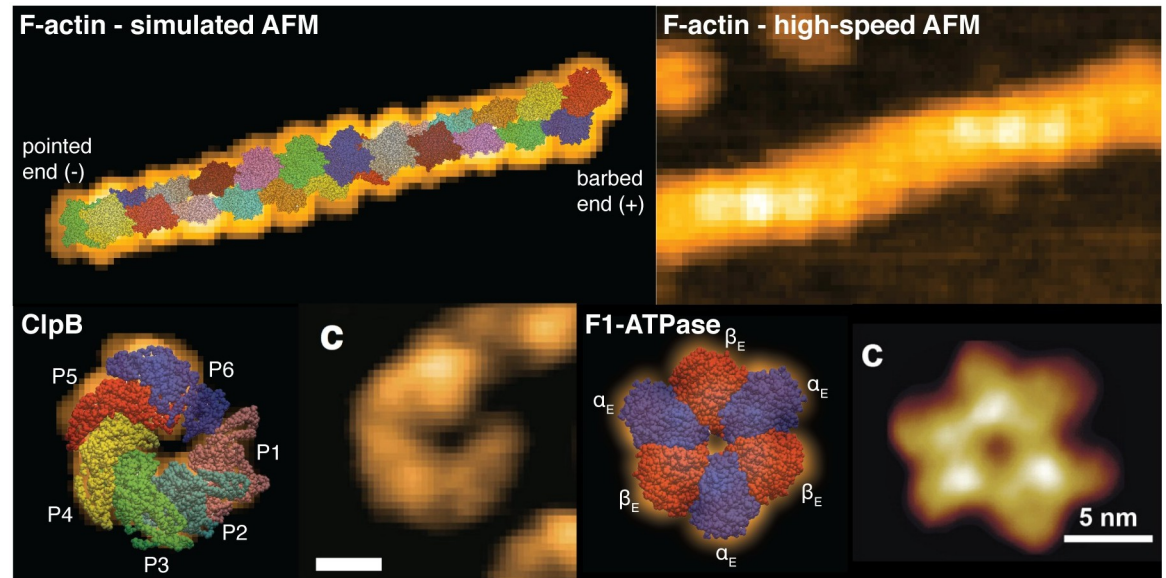 F-actin - simulated AFM
F-actin - high-speed AFM
pointed
end (-)
barbed
end (+)
ClpB
P5
P6
P1
P4
P2
P3
c
F1-ATPase
βE
αE
αE
βE
βE
αE
c
5 nm